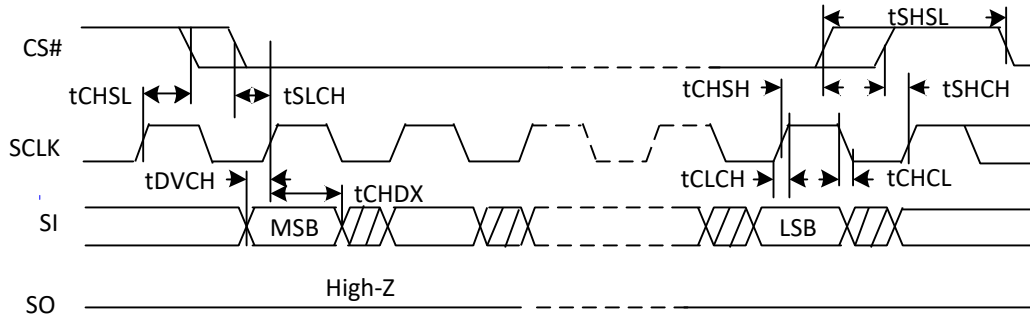 tSHSL
CS#
tCHSL
tSLCH
tCHSH
tSHCH
SCLK
tDVCH
tCHDX
tCLCH
tCHCL
SI
MSB
LSB
High-Z
SO